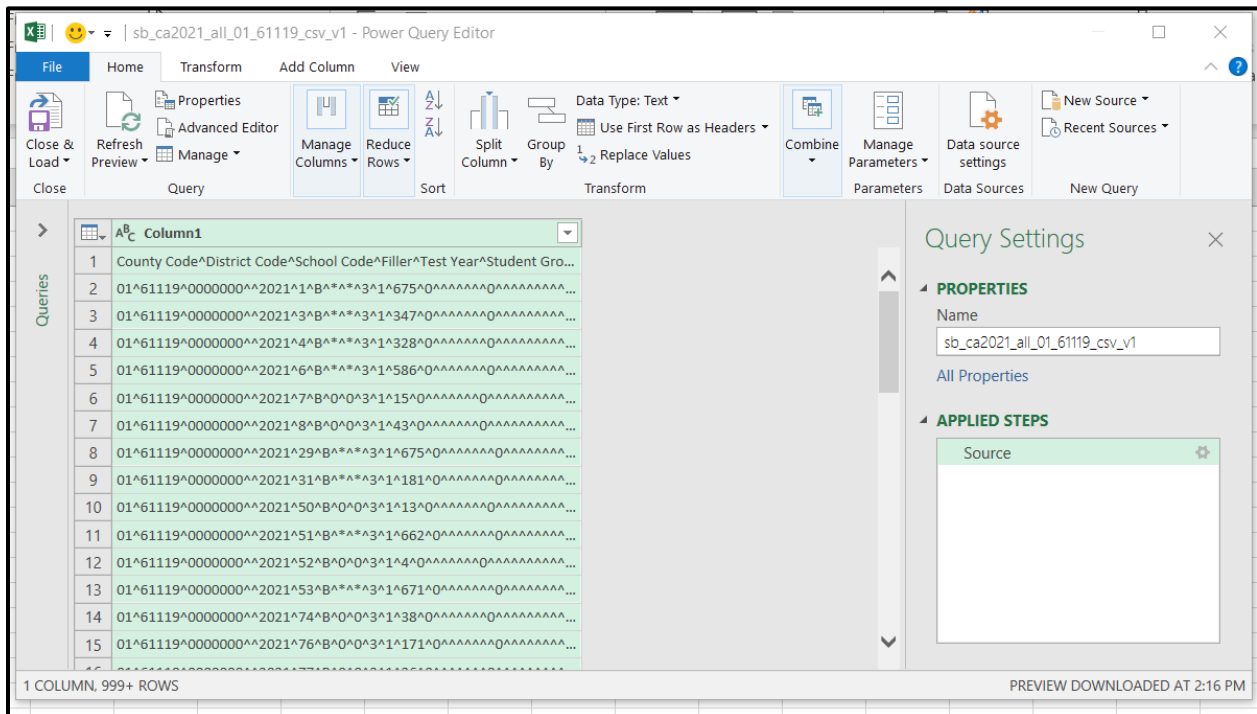 sb_ca2021_all_01_61119_csv_v1 - Power Query Editor
File Home Transform Add Column View
Close & Load
Close
Refresh Preview
Properties
Advanced Editor
Manage
Query
Manage Columns
Reduce Rows
Sort
Split Column
Group By
Data Type: Text
Use First Row as Headers
Replace Values
Transform
Combine
Manage Parameters
Parameters
Data source settings
Data Sources
New Source
Recent Sources
New Query
Queries
Column1
1 County Code^District Code^School Code^Filler^Test Year^Student Gro...
2 01^61119^0000000^^2021^1^B^*^*^3^1^675^0^^^^^^^0^^^^^^^^^...
3 01^61119^0000000^^2021^3^B^*^*^3^1^347^0^^^^^^^0^^^^^^^^^...
4 01^61119^0000000^^2021^4^B^*^*^3^1^328^0^^^^^^^0^^^^^^^^^...
5 01^61119^0000000^^2021^6^B^*^*^3^1^586^0^^^^^^^0^^^^^^^^^...
6 01^61119^0000000^^2021^7^B^0^0^3^1^15^0^^^^^^^0^^^^^^^^^^...
7 01^61119^0000000^^2021^8^B^0^0^3^1^43^0^^^^^^^0^^^^^^^^^^...
8 01^61119^0000000^^2021^29^B^*^*^3^1^675^0^^^^^^^0^^^^^^^^...
9 01^61119^0000000^^2021^31^B^*^*^3^1^181^0^^^^^^^0^^^^^^^^...
10 01^61119^0000000^^2021^50^B^0^0^3^1^13^0^^^^^^^0^^^^^^^^^...
11 01^61119^0000000^^2021^51^B^*^*^3^1^662^0^^^^^^^0^^^^^^^^...
12 01^61119^0000000^^2021^52^B^0^0^3^1^4^0^^^^^^^0^^^^^^^^^^...
13 01^61119^0000000^^2021^53^B^*^*^3^1^671^0^^^^^^^0^^^^^^^^...
14 01^61119^0000000^^2021^74^B^0^0^3^1^38^0^^^^^^^0^^^^^^^^^...
15 01^61119^0000000^^2021^76^B^0^0^3^1^171^0^^^^^^^0^^^^^^^^...
Query Settings
PROPERTIES
Name
sb_ca2021_all_01_61119_csv_v1
All Properties
APPLIED STEPS
Source
1 COLUMN, 999+ ROWS
PREVIEW DOWNLOADED AT 2:16 PM